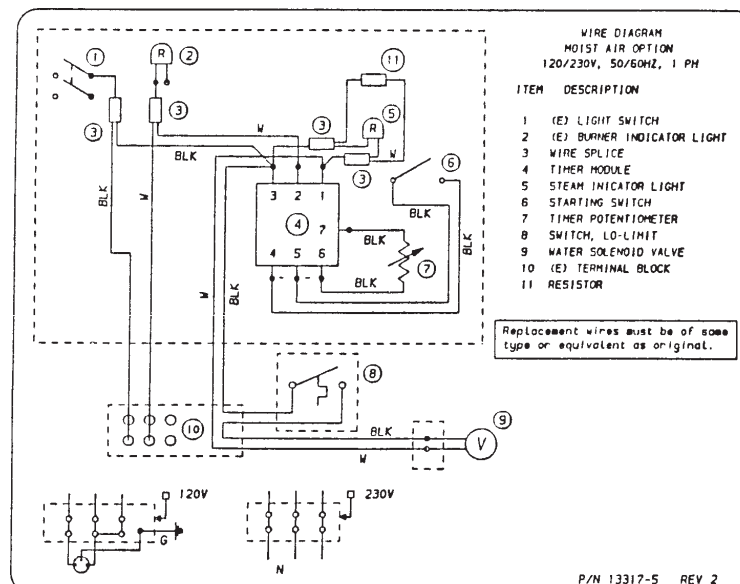 WIRE DIAGRAM
MOIST AIR OPTION
120/230V, 50/60HZ, 1 PH
ITEM DESCRIPTION
1 (E) LIGHT SWITCH
2 (E) BURNER INDICATOR LIGHT
3 WIRE SPLICE
4 TIMER MODULE
5 STEAM INICATOR LIGHT
6 STARTING SWITCH
7 TIMER POTENTIOMETER
8 SWITCH, LO-LIMIT
9 WATER SOLENOID VALVE
10 (E) TERMINAL BLOCK
11 RESISTOR
Replacement wires must be of same
type or equivalent as original.
1
R 2
11
5
R
3
3
3
3
W
W
BLK
6
BLK
W
3 2 1
4
7
BLK
BLK
4 5 6
7
BLK
W
BLK
8
10
BLK
9
V
W
120V
G
230V
N
P/N 13317-5 REV 2